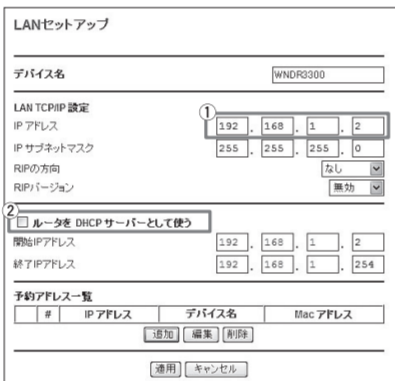 LANセットアップ
デバイス名 WNDR3300
LAN TCP/IP 設定
①
IP アドレス 192 . 168 . 1 . 2
IP サブネットマスク 255 . 255 . 255 . 0
RIPの方向 なし
RIPバージョン 無効
②
ルータを DHCP サーバーとして使う
開始IPアドレス 192 . 168 . 1 . 2
終了IPアドレス 192 . 168 . 1 . 254
予約アドレス一覧
# IP アドレス デバイス名 Mac アドレス
追加 編集 削除
適用 キャンセル